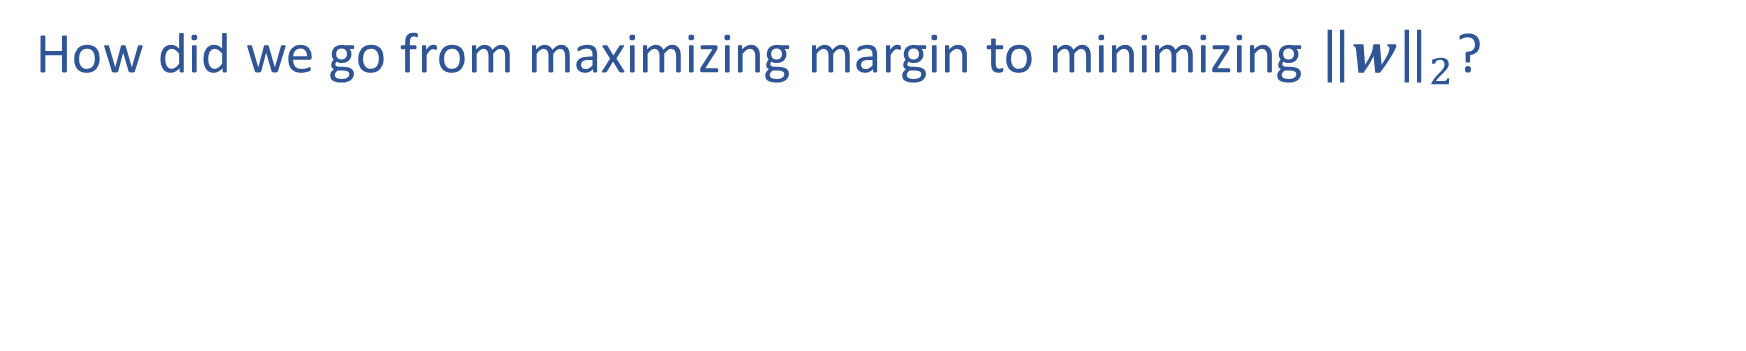 How did we go from maximizing margin to minimizing ‖𝒘‖₂?